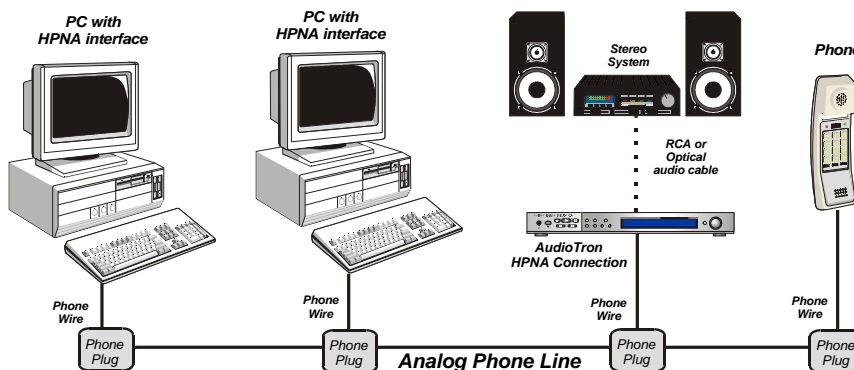 PC with
HPNA interface
PC with
HPNA interface
Stereo
System
Phone
RCA or
Optical
audio cable
AudioTron
HPNA Connection
Phone
Wire
Phone
Wire
Phone
Wire
Phone
Wire
Phone
Plug
Phone
Plug
Analog Phone Line
Phone
Plug
Phone
Plug